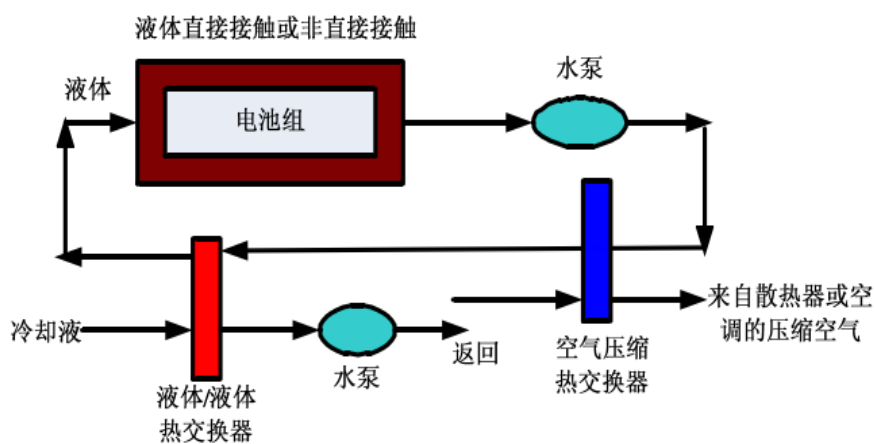 液体直接接触或非直接接触
水泵
液体
电池组
来自散热器或空
调的压缩空气
冷却液
返回
空气压缩
热交换器
水泵
液体/液体
热交换器